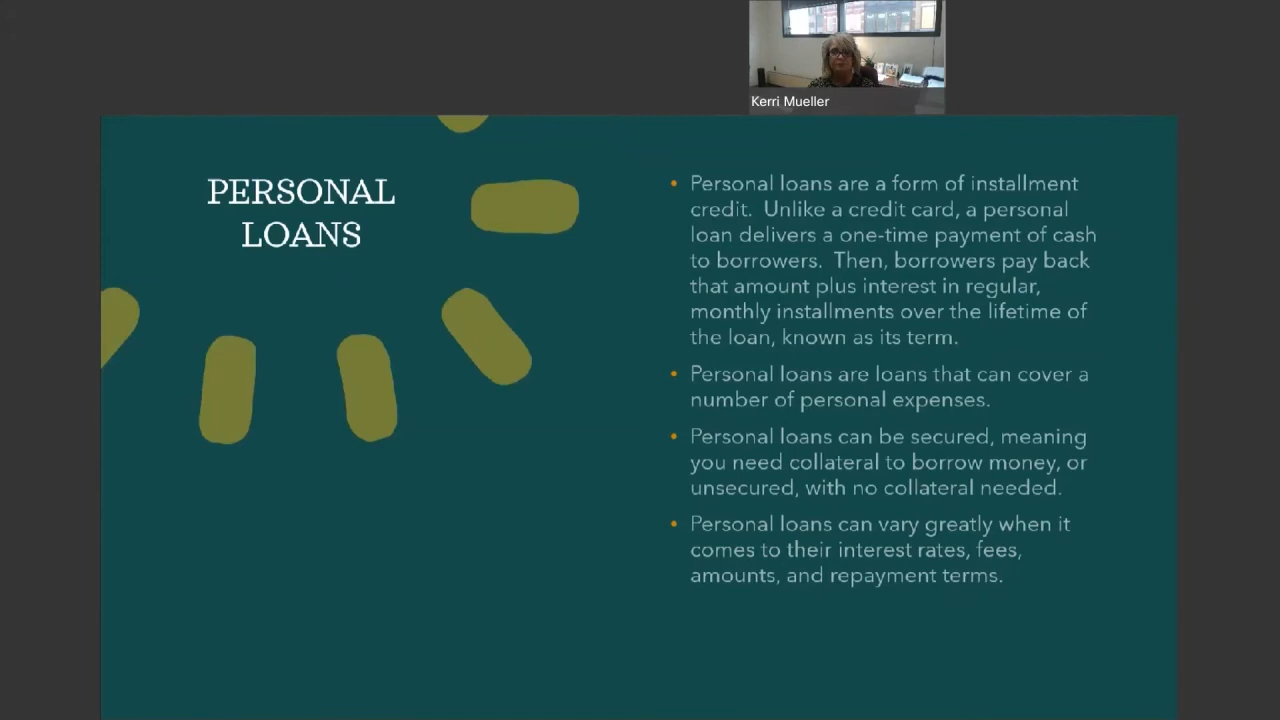 Kerri Mueller
PERSONAL
LOANS
• Personal loans are a form of installment
credit.  Unlike a credit card, a personal
loan delivers a one-time payment of cash
to borrowers.  Then, borrowers pay back
that amount plus interest in regular,
monthly installments over the lifetime of
the loan, known as its term.
• Personal loans are loans that can cover a
number of personal expenses.
• Personal loans can be secured, meaning
you need collateral to borrow money, or
unsecured, with no collateral needed.
• Personal loans can vary greatly when it
comes to their interest rates, fees,
amounts, and repayment terms.